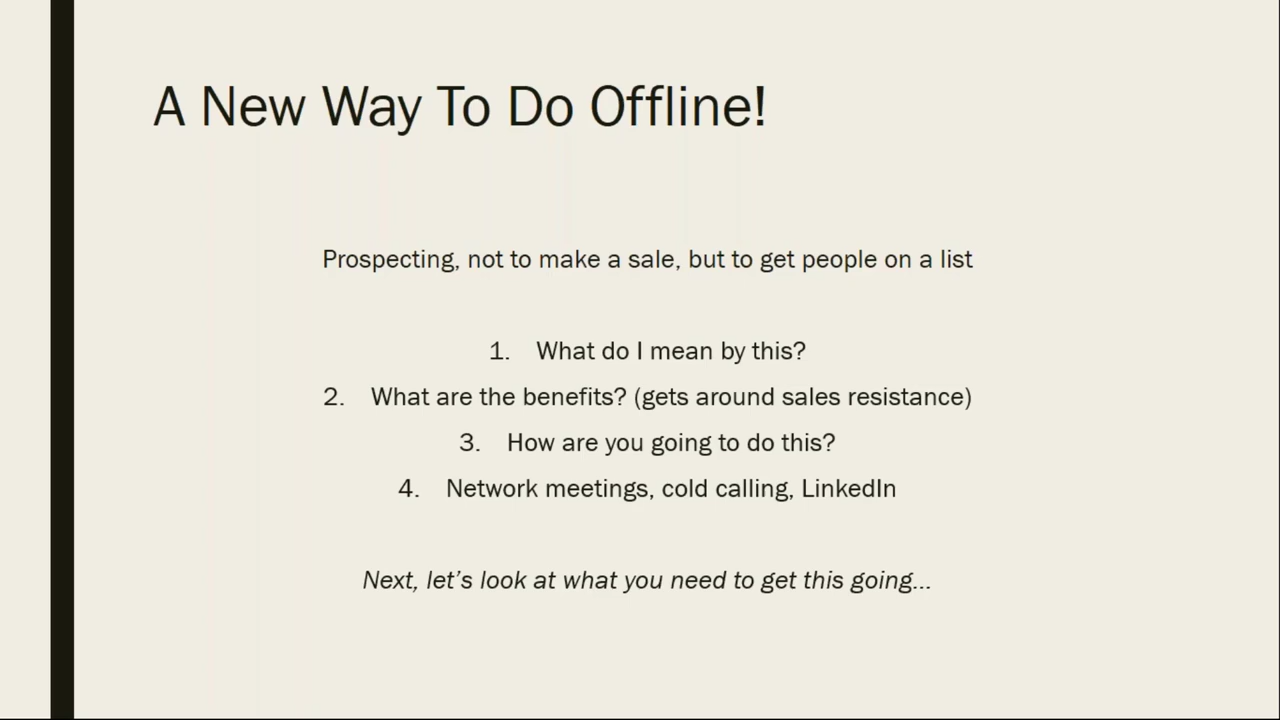 A New Way To Do Offline!
Prospecting, not to make a sale, but to get people on a list
1. What do I mean by this?
2. What are the benefits? (gets around sales resistance)
3. How are you going to do this?
4. Network meetings, cold calling, LinkedIn
Next, let’s look at what you need to get this going…